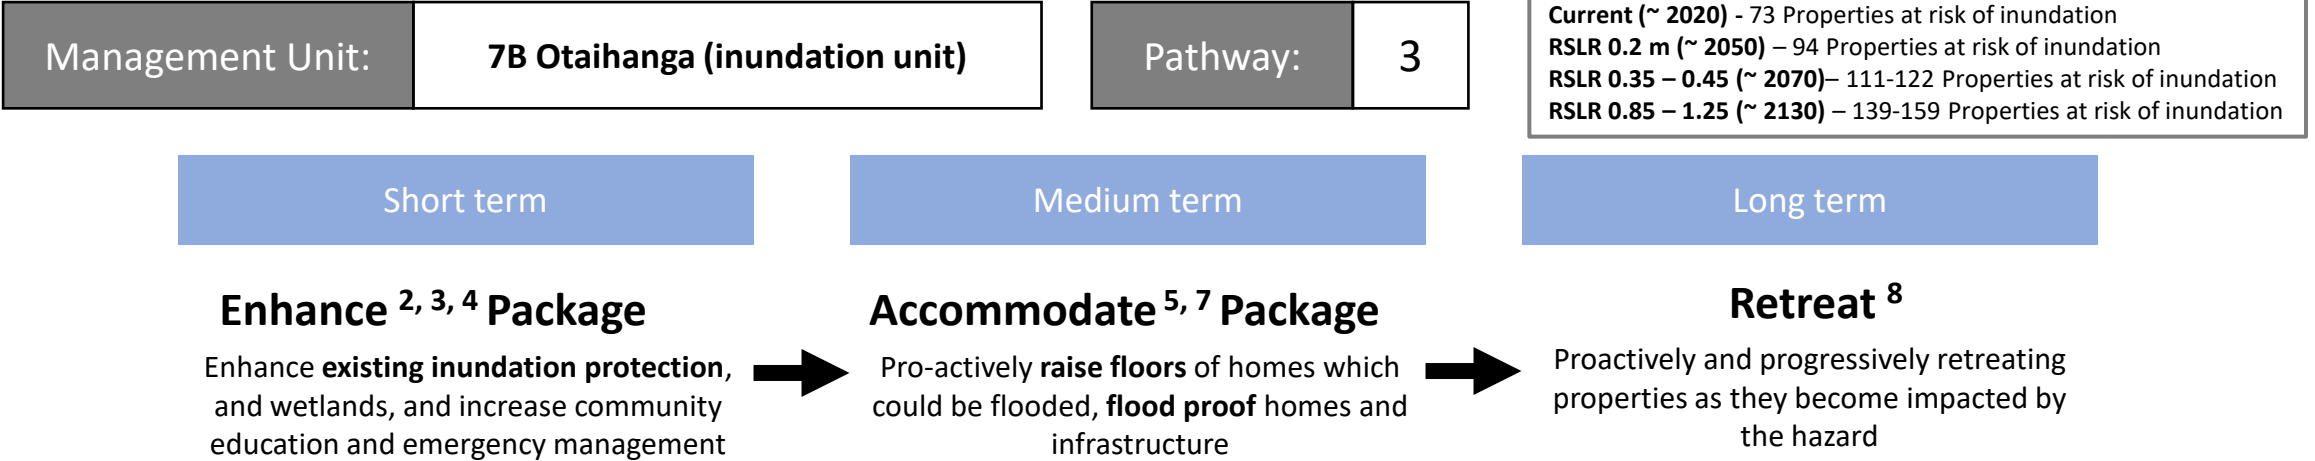 Management Unit:
7B Otaihanga (inundation unit)
Pathway:
3
Current (~ 2020) - 73 Properties at risk of inundation
RSLR 0.2 m (~ 2050) – 94 Properties at risk of inundation
RSLR 0.35 – 0.45 (~ 2070)– 111-122 Properties at risk of inundation
RSLR 0.85 – 1.25 (~ 2130) – 139-159 Properties at risk of inundation
Short term
Medium term
Long term
Enhance 2, 3, 4 Package
Enhance existing inundation protection,
and wetlands, and increase community
education and emergency management
Accommodate 5, 7 Package
Pro-actively raise floors of homes which
could be flooded, flood proof homes and
infrastructure
Retreat 8
Proactively and progressively retreating
properties as they become impacted by
the hazard